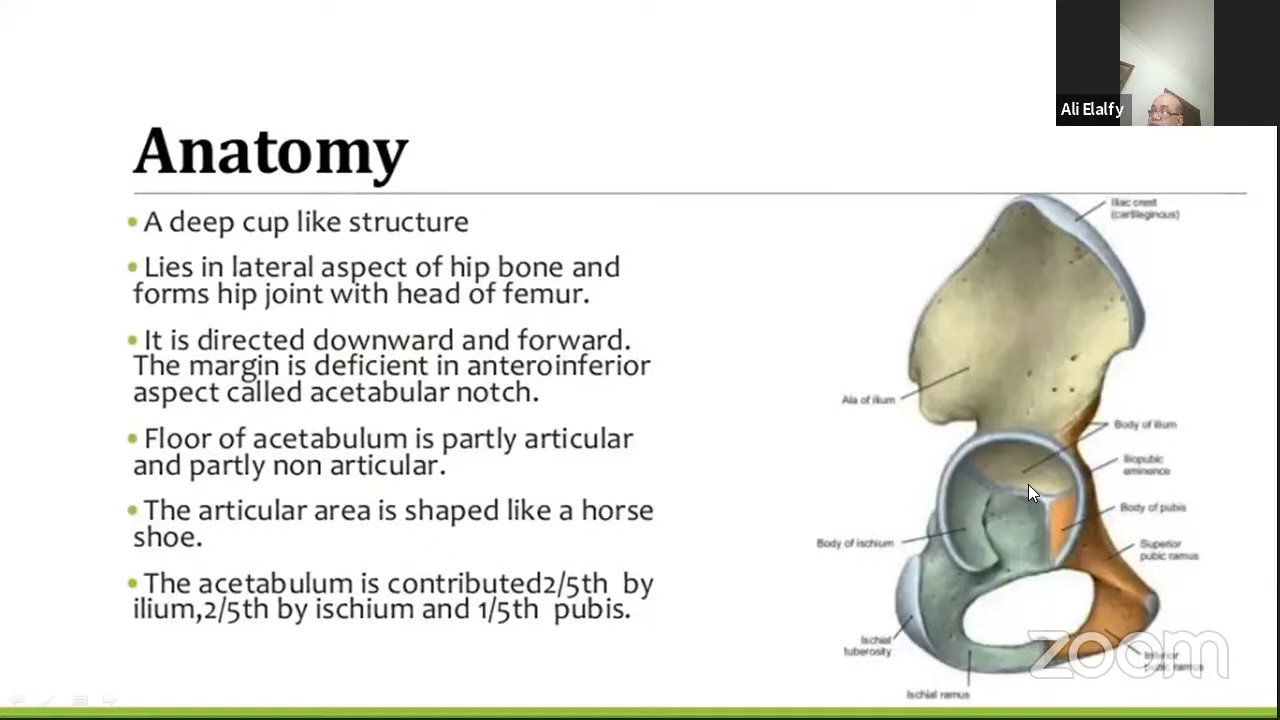 Ali Elalfy
Anatomy
• A deep cup like structure
• Lies in lateral aspect of hip bone and
forms hip joint with head of femur.
• It is directed downward and forward.
The margin is deficient in anteroinferior
aspect called acetabular notch.
• Floor of acetabulum is partly articular
and partly non articular.
• The articular area is shaped like a horse
shoe.
• The acetabulum is contributed2/5th by
ilium,2/5th by ischium and 1/5th pubis.
Iliac crest
(cartilaginous)
Ala of ilium
Body of ilium
Iliopubic
eminence
Body of pubis
Body of ischium
Superior
pubic ramus
Ischial
tuberosity
Inferior
pubic ramus
Ischial ramus
zoom